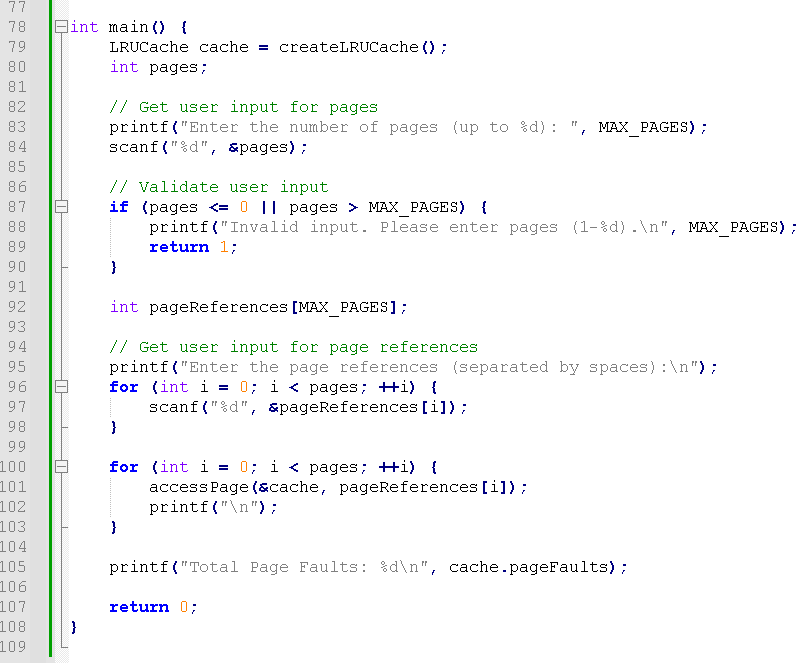 77
78 int main() {
79 LRUCache cache = createLRUCache();
80 int pages;
81
82 // Get user input for pages
83 printf("Enter the number of pages (up to %d): ", MAX_PAGES);
84 scanf("%d", &pages);
85
86 // Validate user input
87 if (pages <= 0 || pages > MAX_PAGES) {
88 printf("Invalid input. Please enter pages (1-%d).\n", MAX_PAGES);
89 return 1;
90 }
91
92 int pageReferences[MAX_PAGES];
93
94 // Get user input for page references
95 printf("Enter the page references (separated by spaces):\n");
96 for (int i = 0; i < pages; ++i) {
97 scanf("%d", &pageReferences[i]);
98 }
99
100 for (int i = 0; i < pages; ++i) {
101 accessPage(&cache, pageReferences[i]);
102 printf("\n");
103 }
104
105 printf("Total Page Faults: %d\n", cache.pageFaults);
106
107 return 0;
108 }
109